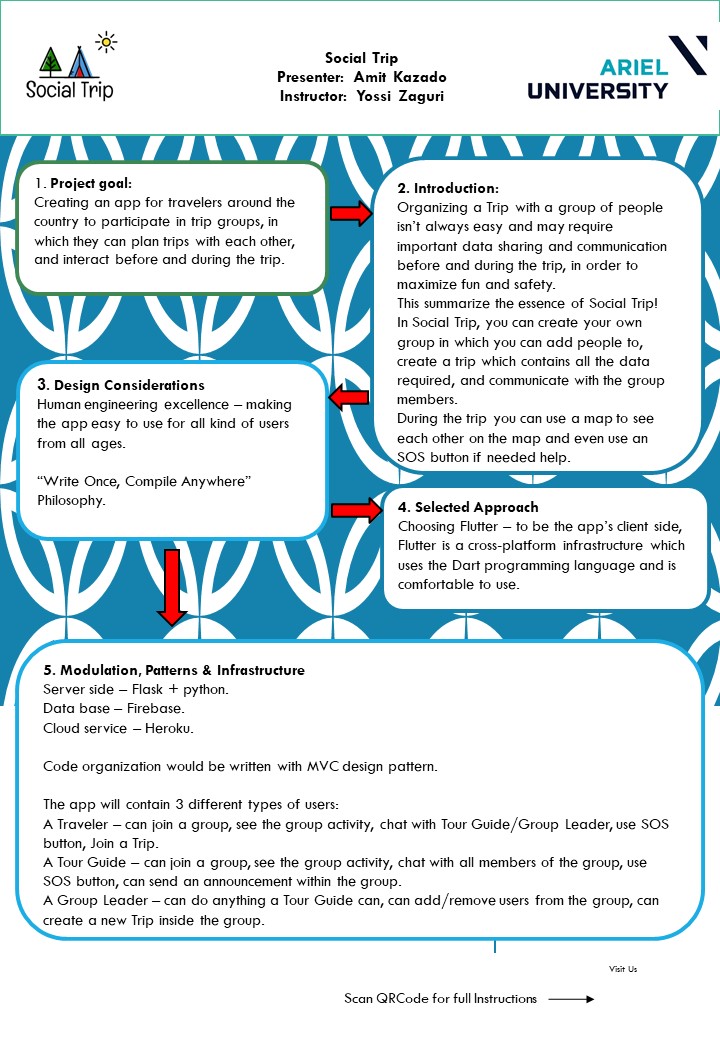 Social Trip
Social Trip
Presenter: Amit Kazado
Instructor: Yossi Zaguri
ARIEL
UNIVERSITY
1. Project goal:
Creating an app for travelers around the
country to participate in trip groups, in
which they can plan trips with each other,
and interact before and during the trip.
2. Introduction:
Organizing a Trip with a group of people
isn't always easy and may require
important data sharing and communication
before and during the trip, in order to
maximize fun and safety.
This summarize the essence of Social Trip!
In Social Trip, you can create your own
group in which you can add people to,
create a trip which contains all the data
required, and communicate with the group
members.
During the trip you can use a map to see
each other on the map and even use an
SOS button if needed help.
3. Design Considerations
Human engineering excellence – making
the app easy to use for all kind of users
from all ages.
“Write Once, Compile Anywhere”
Philosophy.
4. Selected Approach
Choosing Flutter – to be the app's client side,
Flutter is a cross-platform infrastructure which
uses the Dart programming language and is
comfortable to use.
5. Modulation, Patterns & Infrastructure
Server side – Flask + python.
Data base – Firebase.
Cloud service – Heroku.
Code organization would be written with MVC design pattern.
The app will contain 3 different types of users:
A Traveler – can join a group, see the group activity, chat with Tour Guide/Group Leader, use SOS
button, Join a Trip.
A Tour Guide – can join a group, see the group activity, chat with all members of the group, use
SOS button, can send an announcement within the group.
A Group Leader – can do anything a Tour Guide can, can add/remove users from the group, can
create a new Trip inside the group.
Visit Us
Scan QRCode for full Instructions